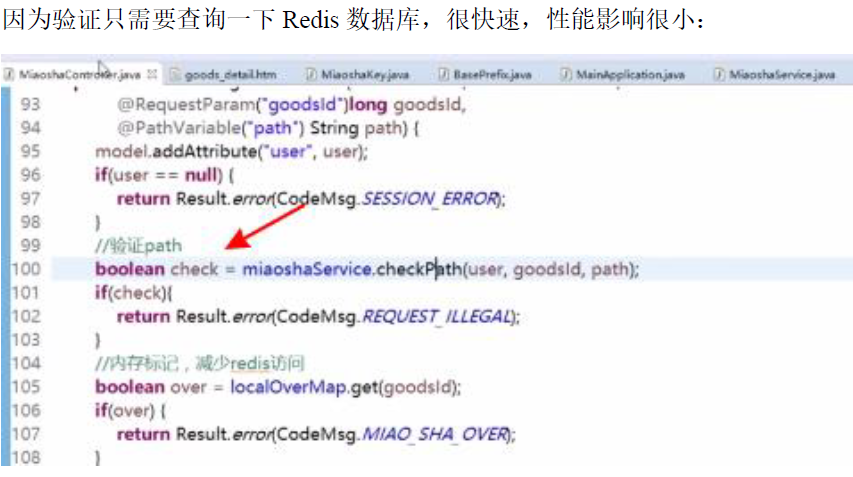 因为验证只需要查询一下 Redis 数据库，很快速，性能影响很小：
MiaoshaController.java goods_detail.htm MiaoshaKey.java BasePrefix.java MainApplication.java MiaoshaService.java
93 @RequestParam("goodsId")long goodsId,
94 @PathVariable("path") String path) {
95 model.addAttribute("user", user);
96 if(user == null) {
97 return Result.error(CodeMsg.SESSION_ERROR);
98 }
99 //验证path
100 boolean check = miaoshaService.checkPath(user, goodsId, path);
101 if(check){
102 return Result.error(CodeMsg.REQUEST_ILLEGAL);
103 }
104 //内存标记，减少redis访问
105 boolean over = localOverMap.get(goodsId);
106 if(over) {
107 return Result.error(CodeMsg.MIAO_SHA_OVER);
108 }